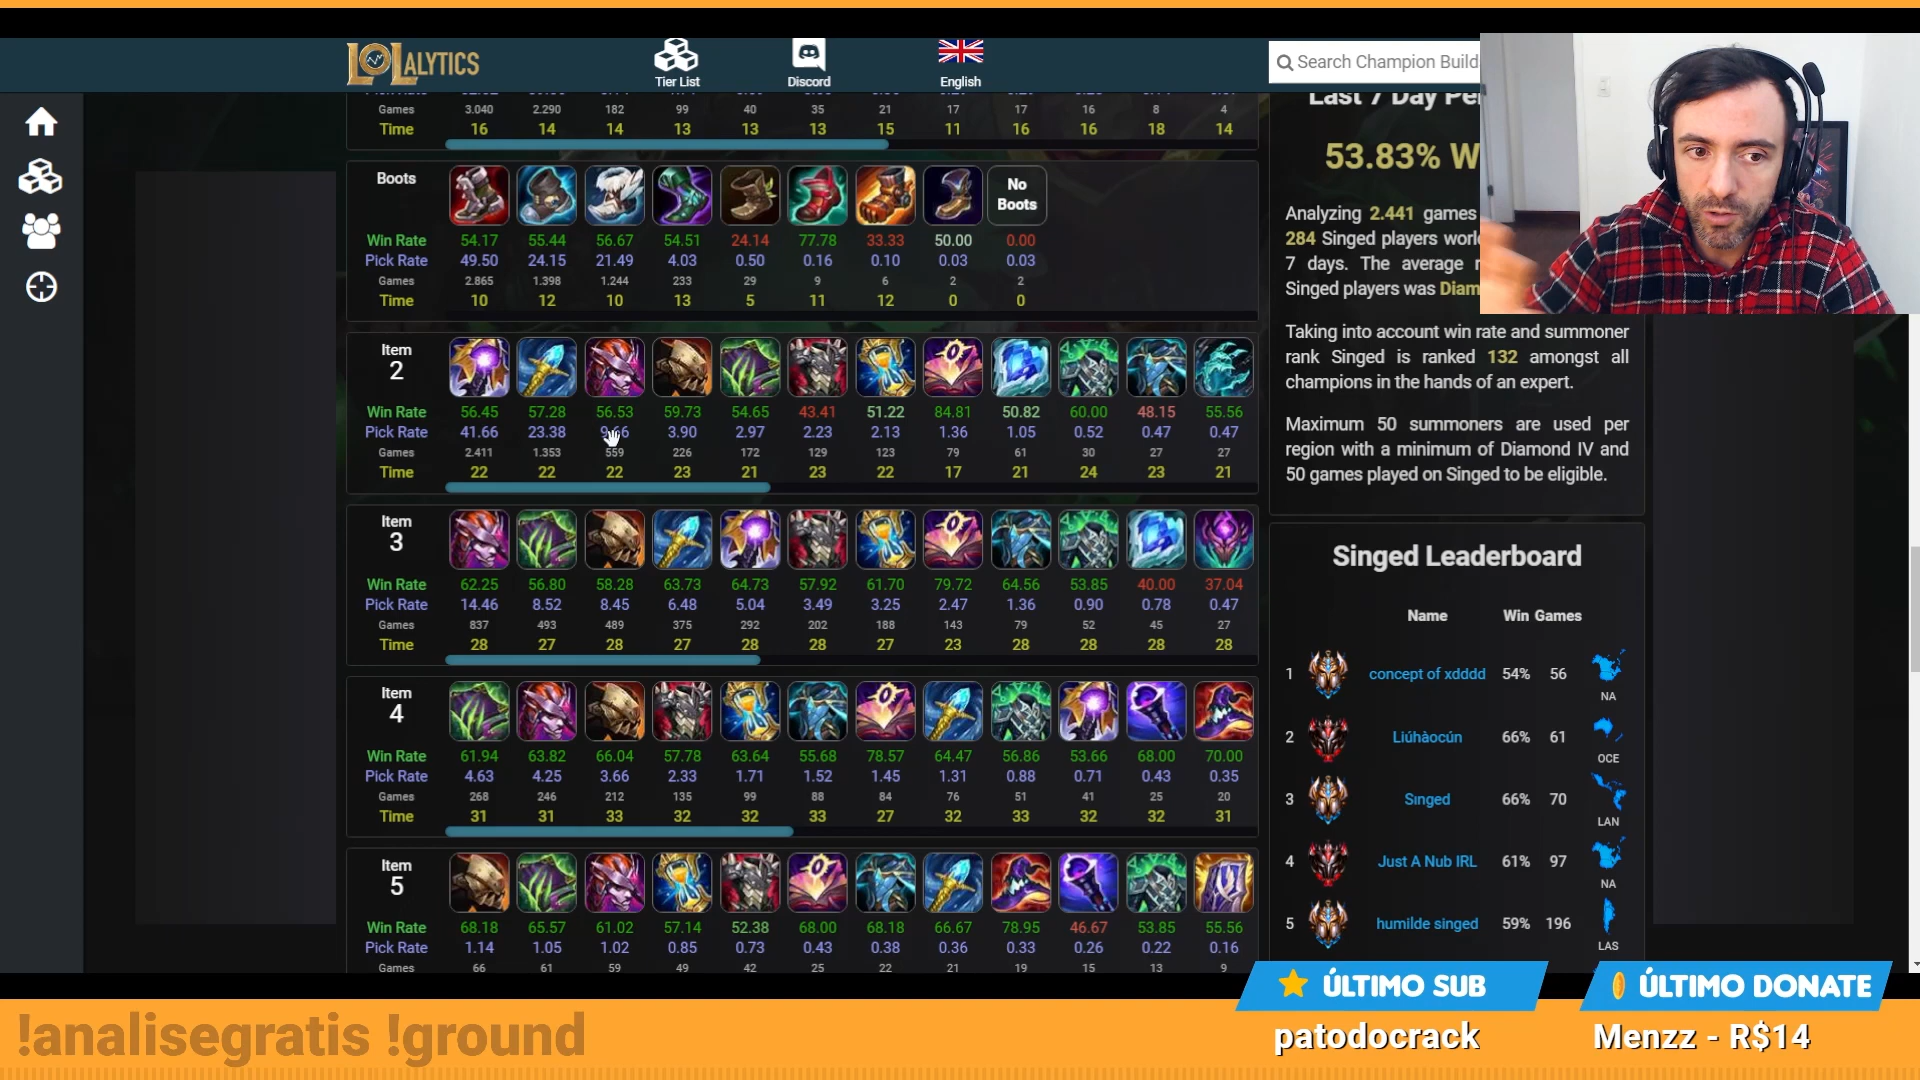 LOLALYTICS
Tier List
Discord
English
Search Champion Build
Games 3.040 2.290 182 99 40 35 21 17 17 16 8 4
Time 16 14 14 13 13 13 15 11 16 16 18 14
Boots
No Boots
Win Rate 54.17 55.44 56.67 54.51 24.14 77.78 33.33 50.00 0.00
Pick Rate 49.50 24.15 21.49 4.03 0.50 0.16 0.10 0.03 0.03
Games 2.865 1.398 1.244 233 29 9 6 2 2
Time 10 12 10 13 5 11 12 0 0
Item 2
Win Rate 56.45 57.28 56.53 59.73 54.65 43.41 51.22 84.81 50.82 60.00 48.15 55.56
Pick Rate 41.66 23.38 3.90 2.97 2.23 2.13 1.36 1.05 0.52 0.47 0.47
Games 2.411 1.353 559 226 172 129 123 79 61 30 27 27
Time 22 22 22 23 21 23 22 17 21 24 23 21
Item 3
Win Rate 62.25 56.80 58.28 63.73 64.73 57.92 61.70 79.72 64.56 53.85 40.00 37.04
Pick Rate 14.46 8.52 8.45 6.48 5.04 3.49 3.25 2.47 1.36 0.90 0.78 0.47
Games 837 493 489 375 292 202 188 143 79 52 45 27
Time 28 27 28 27 28 28 27 23 28 28 28 28
Item 4
Win Rate 61.94 63.82 66.04 57.78 63.64 55.68 78.57 64.47 56.86 53.66 68.00 70.00
Pick Rate 4.63 4.25 3.66 2.33 1.71 1.52 1.45 1.31 0.88 0.71 0.43 0.35
Games 268 246 212 135 99 88 84 76 51 41 25 20
Time 31 31 33 32 32 33 27 32 33 32 32 31
Item 5
Win Rate 68.18 65.57 61.02 57.14 52.38 68.00 68.18 66.67 78.95 46.67 53.85 55.56
Pick Rate 1.14 1.05 1.02 0.85 0.73 0.43 0.38 0.36 0.33 0.26 0.22 0.16
Games 66 61 59 49 42 25 22 21 19 15 13 9
Last 7 Day Pe
53.83% W
Analyzing 2.441 games
284 Singed players worl
7 days. The average
Singed players was Diam
Taking into account win rate and summoner
rank Singed is ranked 132 amongst all
champions in the hands of an expert.
Maximum 50 summoners are used per
region with a minimum of Diamond IV and
50 games played on Singed to be eligible.
Singed Leaderboard
Name Win Games
1 concept of xdddd 54% 56 NA
2 Liúhàocún 66% 61 OCE
3 Sınged 66% 70 LAN
4 Just A Nub IRL 61% 97 NA
5 humilde singed 59% 196 LAS
!analisegratis !ground
ÚLTIMO SUB
patodocrack
ÚLTIMO DONATE
Menzz - R$14